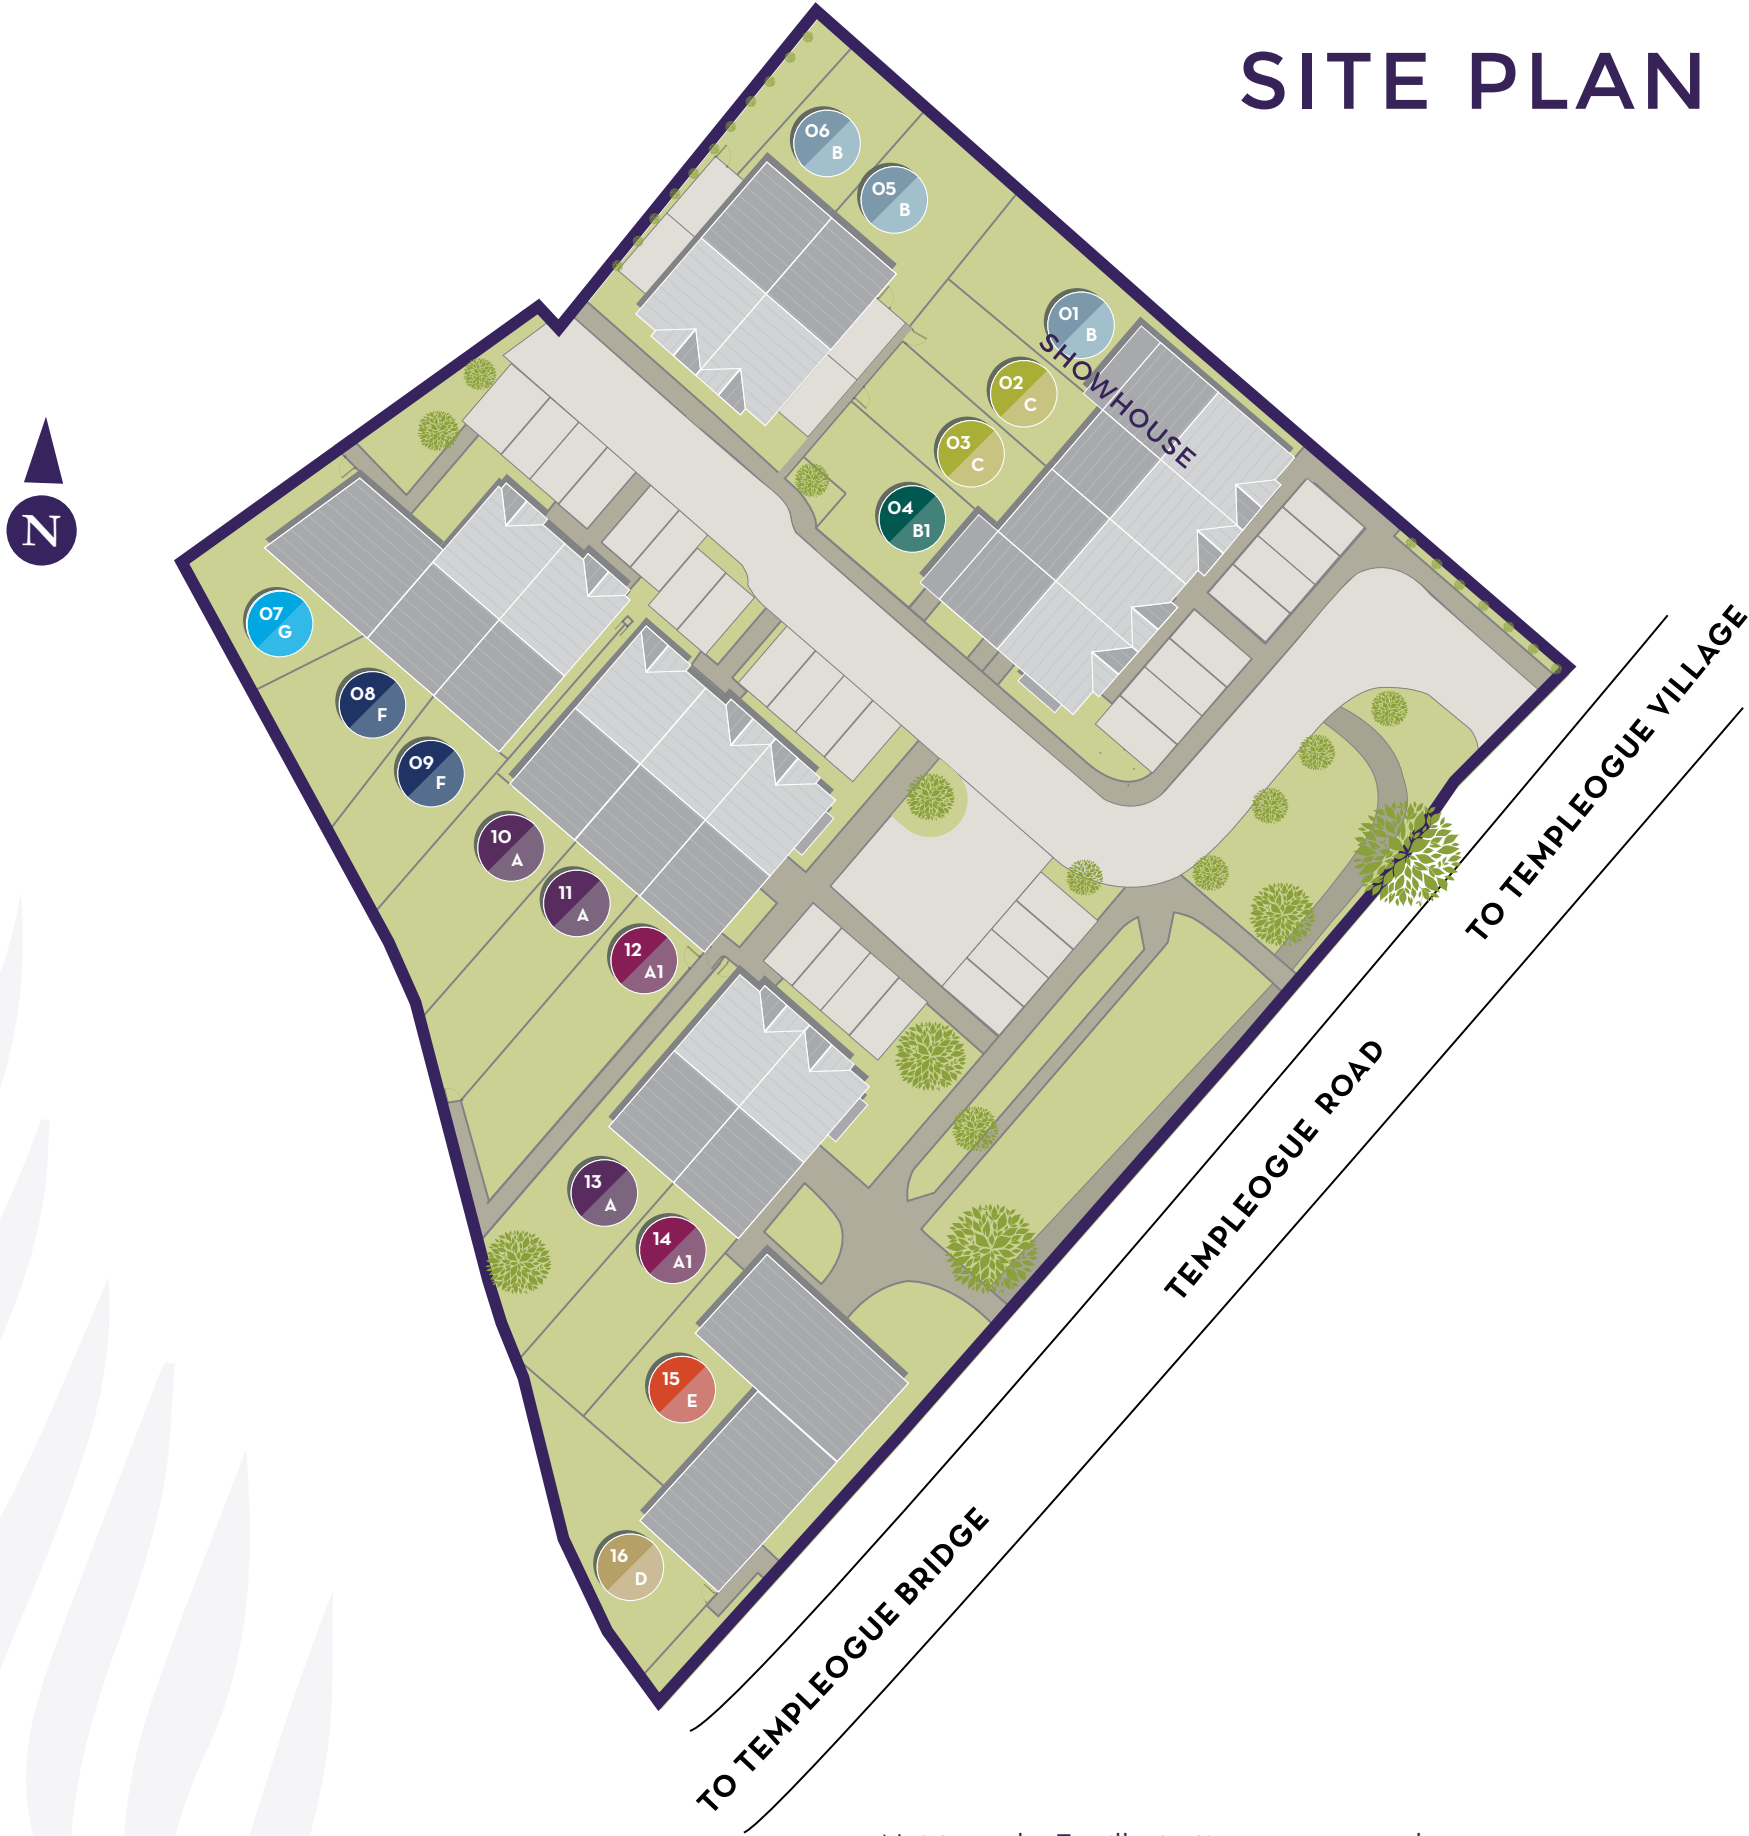 SITE PLAN
06 B
05 B
01 B
SHOWHOUSE
02 C
03 C
04 B1
N
07 G
08 F
09 F
10 A
11 A
12 A1
13 A
14 A1
15 E
16 D
TO TEMPLEOGUE VILLAGE
TEMPLEOGUE ROAD
TO TEMPLEOGUE BRIDGE